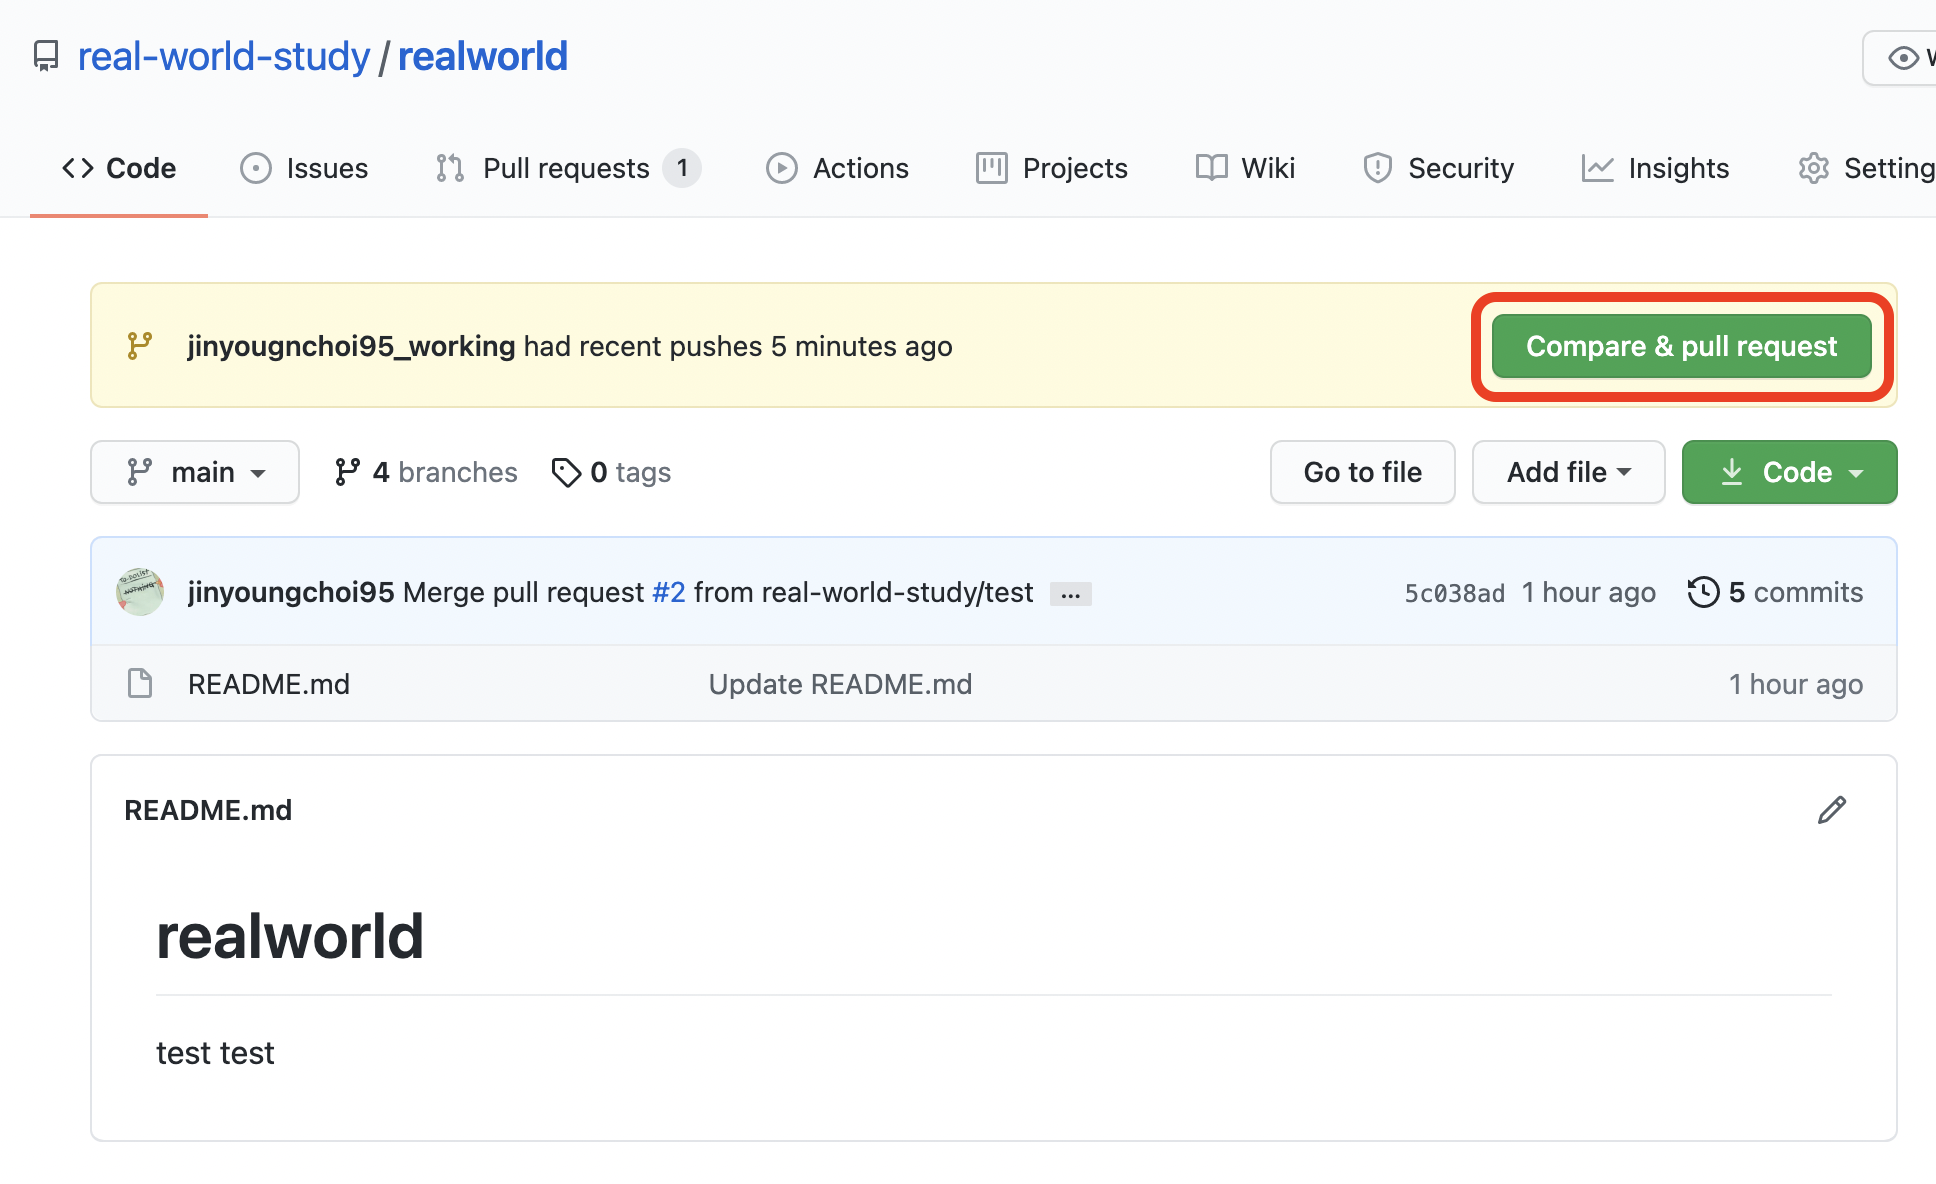 real-world-study / realworld
Code Issues Pull requests 1 Actions Projects Wiki Security Insights Setting
jinyougnchoi95_working had recent pushes 5 minutes ago Compare & pull request
main 4 branches 0 tags Go to file Add file Code
jinyoungchoi95 Merge pull request #2 from real-world-study/test ... 5c038ad 1 hour ago 5 commits
README.md Update README.md 1 hour ago
README.md
realworld
test test